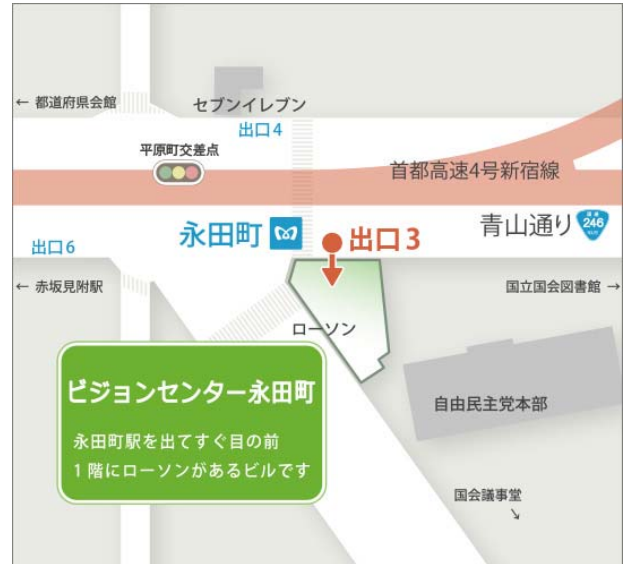 ← 都道府県会館
セブンイレブン
出口4
平原町交差点
首都高速4号新宿線
永田町
出口3
青山通り
国道
246
出口6
← 赤坂見附駅
国立国会図書館 →
ローソン
ビジョンセンター永田町
永田町駅を出てすぐ目の前
1階にローソンがあるビルです
自由民主党本部
国会議事堂
↘